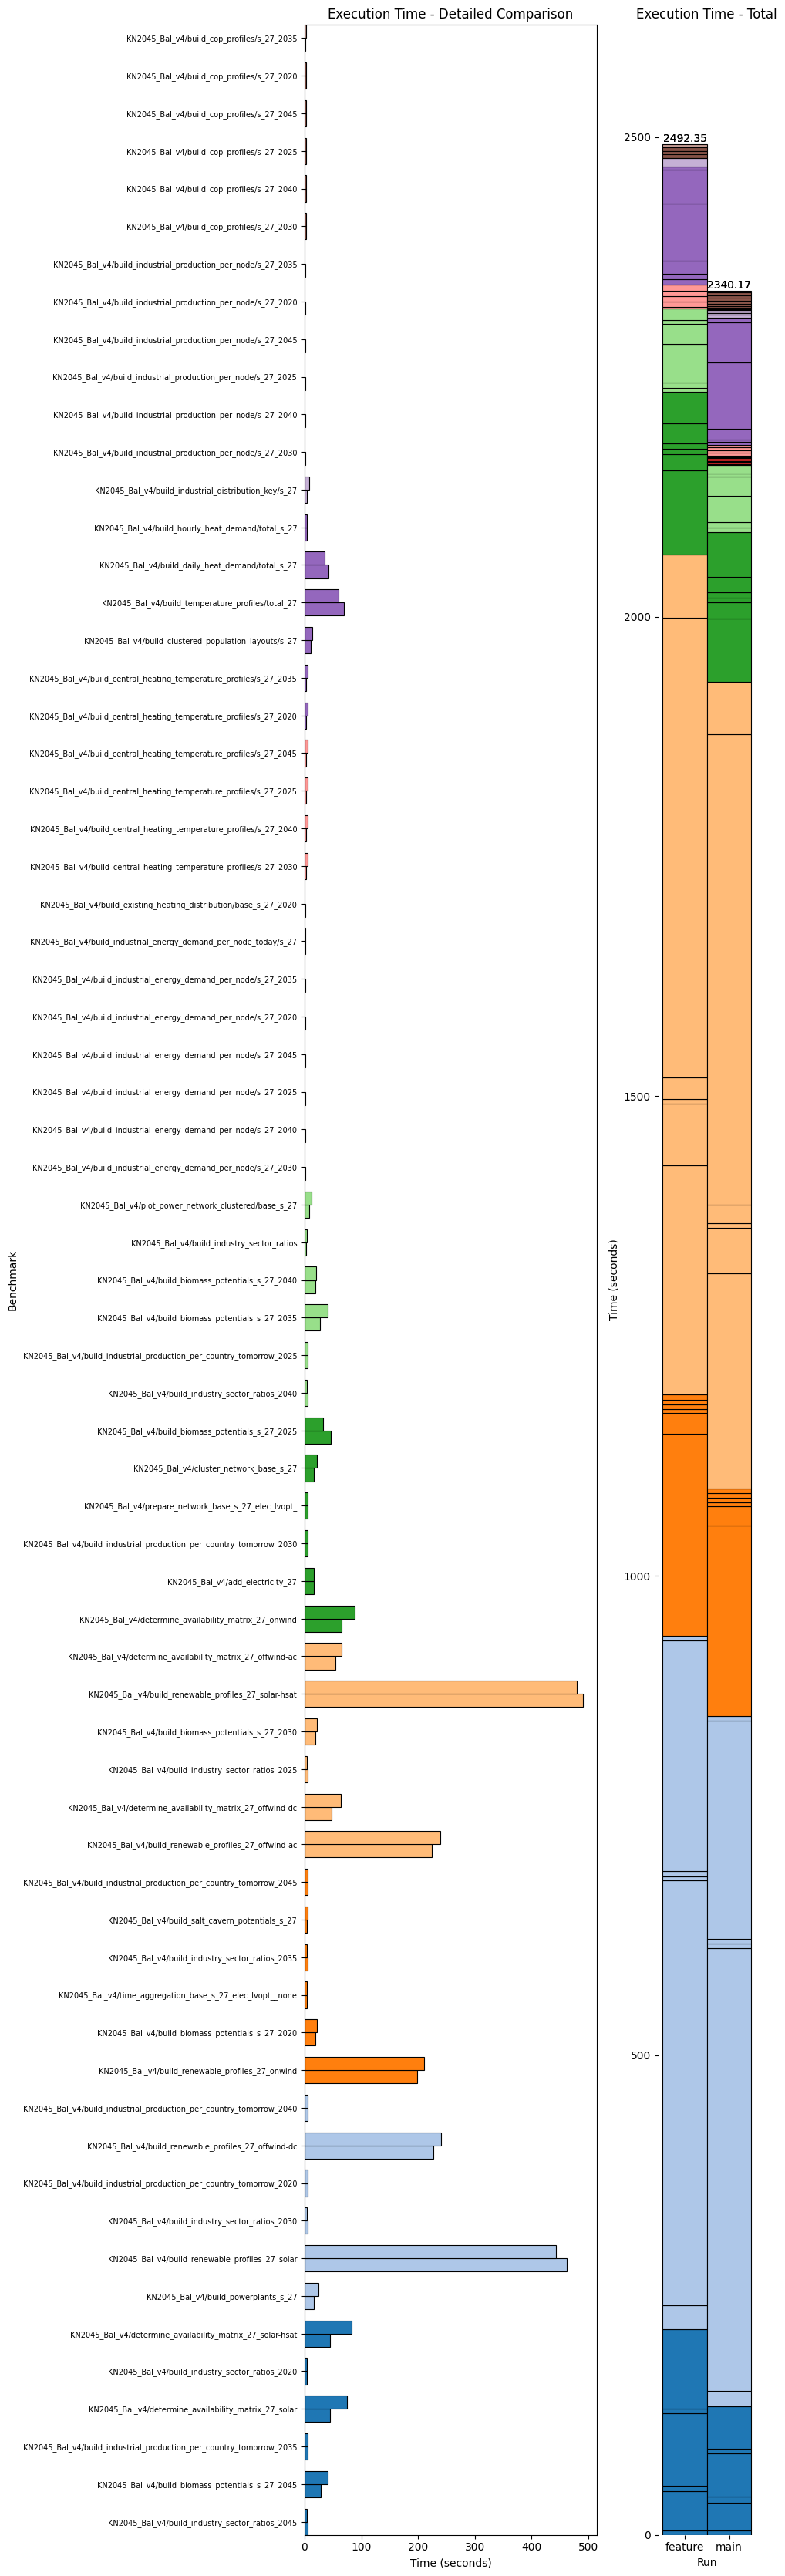 Execution Time - Detailed Comparison
Execution Time - Total
KN2045_Bal_v4/build_cop_profiles/s_27_2035
KN2045_Bal_v4/build_cop_profiles/s_27_2020
KN2045_Bal_v4/build_cop_profiles/s_27_2045
KN2045_Bal_v4/build_cop_profiles/s_27_2025
KN2045_Bal_v4/build_cop_profiles/s_27_2040
KN2045_Bal_v4/build_cop_profiles/s_27_2030
KN2045_Bal_v4/build_industrial_production_per_node/s_27_2035
KN2045_Bal_v4/build_industrial_production_per_node/s_27_2020
KN2045_Bal_v4/build_industrial_production_per_node/s_27_2045
KN2045_Bal_v4/build_industrial_production_per_node/s_27_2025
KN2045_Bal_v4/build_industrial_production_per_node/s_27_2040
KN2045_Bal_v4/build_industrial_production_per_node/s_27_2030
KN2045_Bal_v4/build_industrial_distribution_key/s_27
KN2045_Bal_v4/build_hourly_heat_demand/total_s_27
KN2045_Bal_v4/build_daily_heat_demand/total_s_27
KN2045_Bal_v4/build_temperature_profiles/total_27
KN2045_Bal_v4/build_clustered_population_layouts/s_27
KN2045_Bal_v4/build_central_heating_temperature_profiles/s_27_2035
KN2045_Bal_v4/build_central_heating_temperature_profiles/s_27_2020
KN2045_Bal_v4/build_central_heating_temperature_profiles/s_27_2045
KN2045_Bal_v4/build_central_heating_temperature_profiles/s_27_2025
KN2045_Bal_v4/build_central_heating_temperature_profiles/s_27_2040
KN2045_Bal_v4/build_central_heating_temperature_profiles/s_27_2030
KN2045_Bal_v4/build_existing_heating_distribution/base_s_27_2020
KN2045_Bal_v4/build_industrial_energy_demand_per_node_today/s_27
KN2045_Bal_v4/build_industrial_energy_demand_per_node/s_27_2035
KN2045_Bal_v4/build_industrial_energy_demand_per_node/s_27_2020
KN2045_Bal_v4/build_industrial_energy_demand_per_node/s_27_2045
KN2045_Bal_v4/build_industrial_energy_demand_per_node/s_27_2025
KN2045_Bal_v4/build_industrial_energy_demand_per_node/s_27_2040
KN2045_Bal_v4/build_industrial_energy_demand_per_node/s_27_2030
KN2045_Bal_v4/plot_power_network_clustered/base_s_27
KN2045_Bal_v4/build_industry_sector_ratios
KN2045_Bal_v4/build_biomass_potentials_s_27_2040
KN2045_Bal_v4/build_biomass_potentials_s_27_2035
KN2045_Bal_v4/build_industrial_production_per_country_tomorrow_2025
KN2045_Bal_v4/build_industry_sector_ratios_2040
KN2045_Bal_v4/build_biomass_potentials_s_27_2025
KN2045_Bal_v4/cluster_network_base_s_27
KN2045_Bal_v4/prepare_network_base_s_27_elec_lvopt_
KN2045_Bal_v4/build_industrial_production_per_country_tomorrow_2030
KN2045_Bal_v4/add_electricity_27
KN2045_Bal_v4/determine_availability_matrix_27_onwind
KN2045_Bal_v4/determine_availability_matrix_27_offwind-ac
KN2045_Bal_v4/build_renewable_profiles_27_solar-hsat
KN2045_Bal_v4/build_biomass_potentials_s_27_2030
KN2045_Bal_v4/build_industry_sector_ratios_2025
KN2045_Bal_v4/determine_availability_matrix_27_offwind-dc
KN2045_Bal_v4/build_renewable_profiles_27_offwind-ac
KN2045_Bal_v4/build_industrial_production_per_country_tomorrow_2045
KN2045_Bal_v4/build_salt_cavern_potentials_s_27
KN2045_Bal_v4/build_industry_sector_ratios_2035
KN2045_Bal_v4/time_aggregation_base_s_27_elec_lvopt__none
KN2045_Bal_v4/build_biomass_potentials_s_27_2020
KN2045_Bal_v4/build_renewable_profiles_27_onwind
KN2045_Bal_v4/build_industrial_production_per_country_tomorrow_2040
KN2045_Bal_v4/build_renewable_profiles_27_offwind-dc
KN2045_Bal_v4/build_industrial_production_per_country_tomorrow_2020
KN2045_Bal_v4/build_industry_sector_ratios_2030
KN2045_Bal_v4/build_renewable_profiles_27_solar
KN2045_Bal_v4/build_powerplants_s_27
KN2045_Bal_v4/determine_availability_matrix_27_solar-hsat
KN2045_Bal_v4/build_industry_sector_ratios_2020
KN2045_Bal_v4/determine_availability_matrix_27_solar
KN2045_Bal_v4/build_industrial_production_per_country_tomorrow_2035
KN2045_Bal_v4/build_biomass_potentials_s_27_2045
KN2045_Bal_v4/build_industry_sector_ratios_2045
Benchmark
0 100 200 300 400 500
Time (seconds)
2492.35
2340.17
2500
2000
1500
1000
500
0
Time (seconds)
feature main
Run